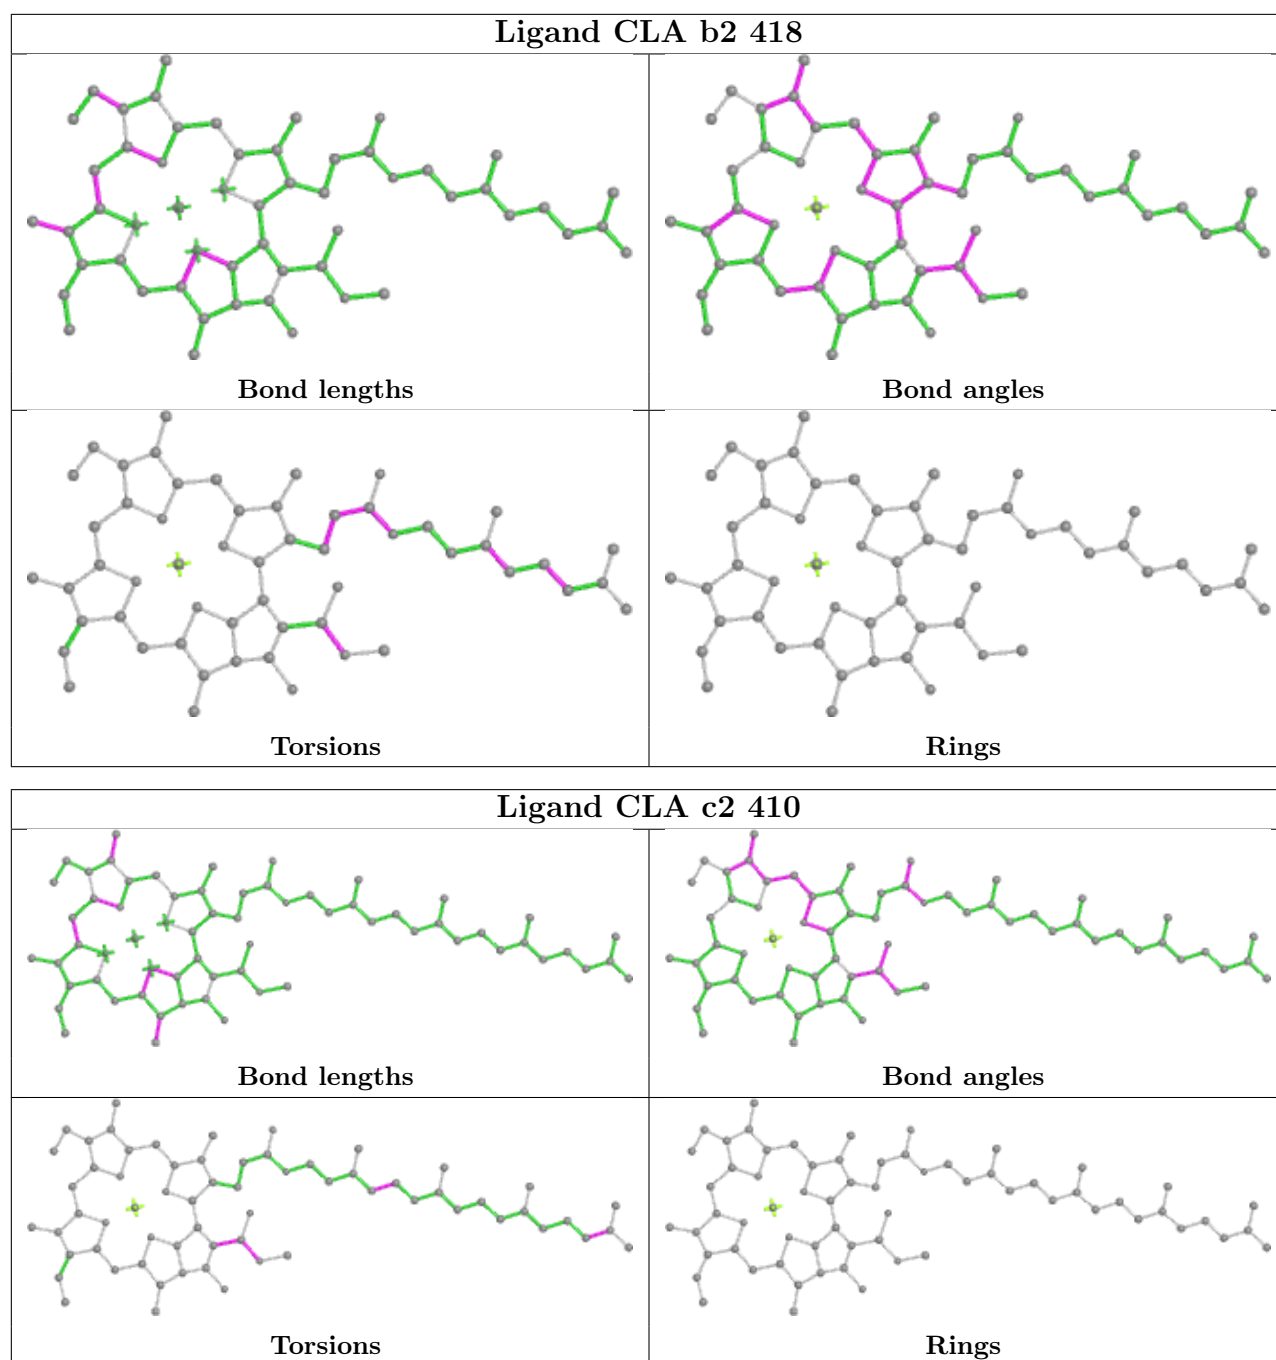 Ligand CLA b2 418
Bond lengths
Bond angles
Torsions
Rings
Ligand CLA c2 410
Bond lengths
Bond angles
Torsions
Rings